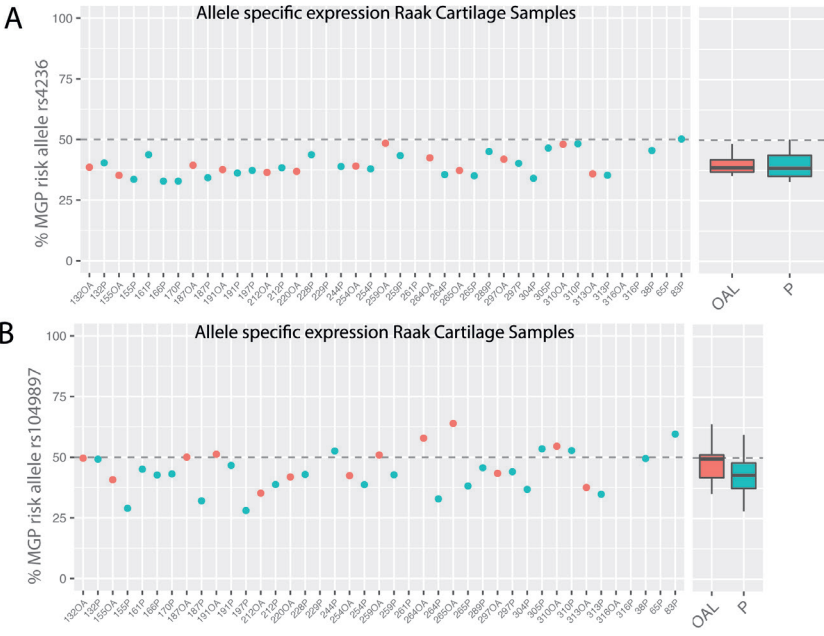 A
Allele specific expression Raak Cartilage Samples
% MGP risk allele rs4236
100
75
50
25
0
132OA 132P 155OA 155P 161P 166P 170P 187OA 187P 191OA 191P 197P 212OA 212P 220OA 228P 229P 244P 254OA 254P 259OA 259P 261P 264OA 264P 265OA 265P 289P 297OA 297P 304P 305P 310OA 310P 313OA 313P 316OA 316P 38P 65P 83P
OAL P
B
Allele specific expression Raak Cartilage Samples
% MGP risk allele rs1049897
100
75
50
25
0
132OA 132P 155OA 155P 161P 166P 170P 187OA 187P 191OA 191P 197P 212OA 212P 220OA 228P 229P 244P 254OA 254P 259OA 259P 261P 264OA 264P 265OA 265P 289P 297OA 297P 304P 305P 310OA 310P 313OA 313P 316OA 316P 38P 65P 83P
OAL P